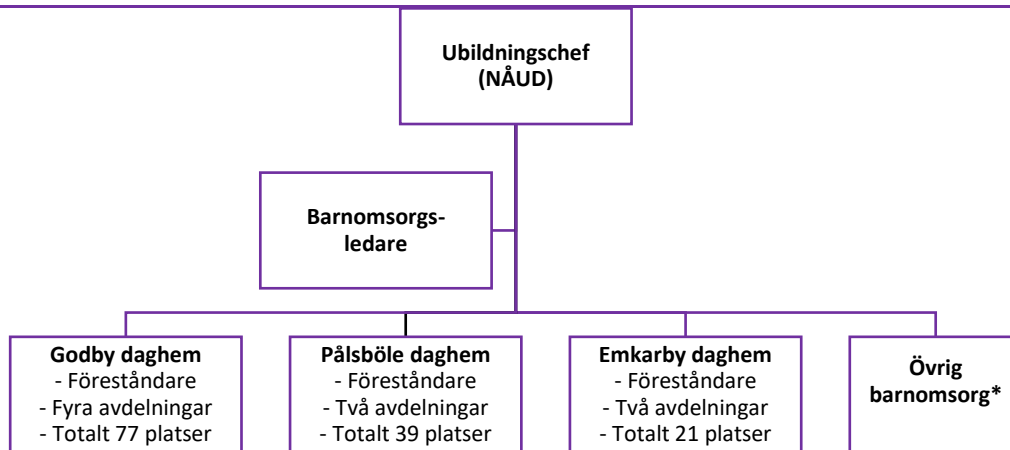 Ubildningschef
(NÅUD)
Barnomsorgs-
ledare
Godby daghem
- Föreståndare
- Fyra avdelningar
- Totalt 77 platser
Pålsböle daghem
- Föreståndare
- Två avdelningar
- Totalt 39 platser
Emkarby daghem
- Föreståndare
- Två avdelningar
- Totalt 21 platser
Övrig
barnomsorg*